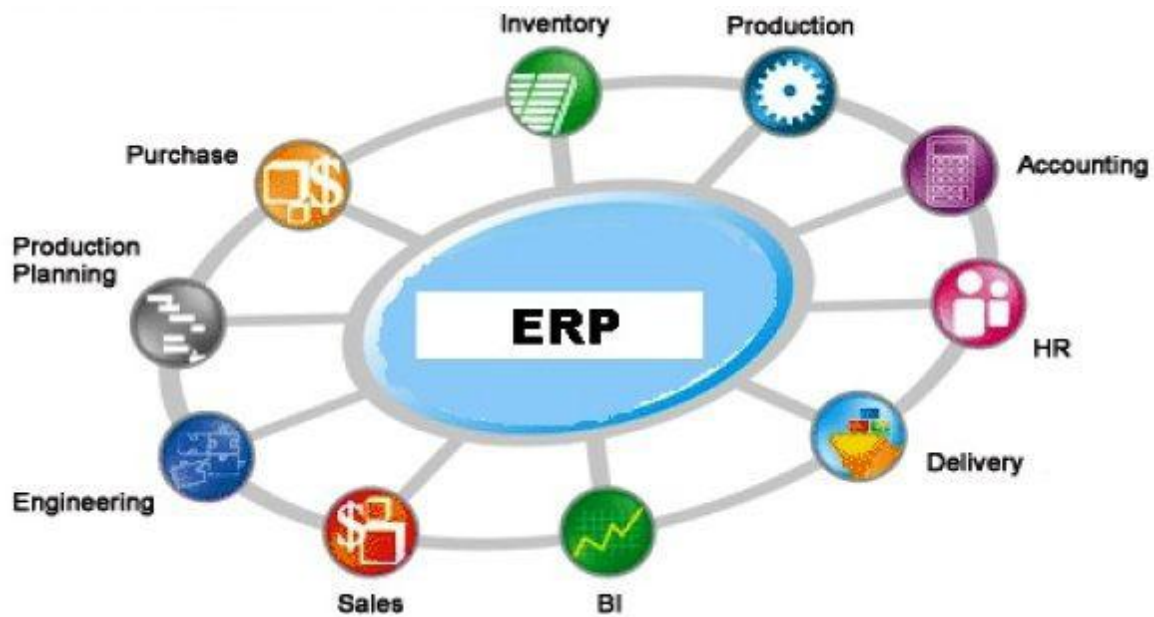 Inventory
Production
Purchase
Accounting
Production
Planning
ERP
HR
Delivery
Engineering
Sales
BI
$
$